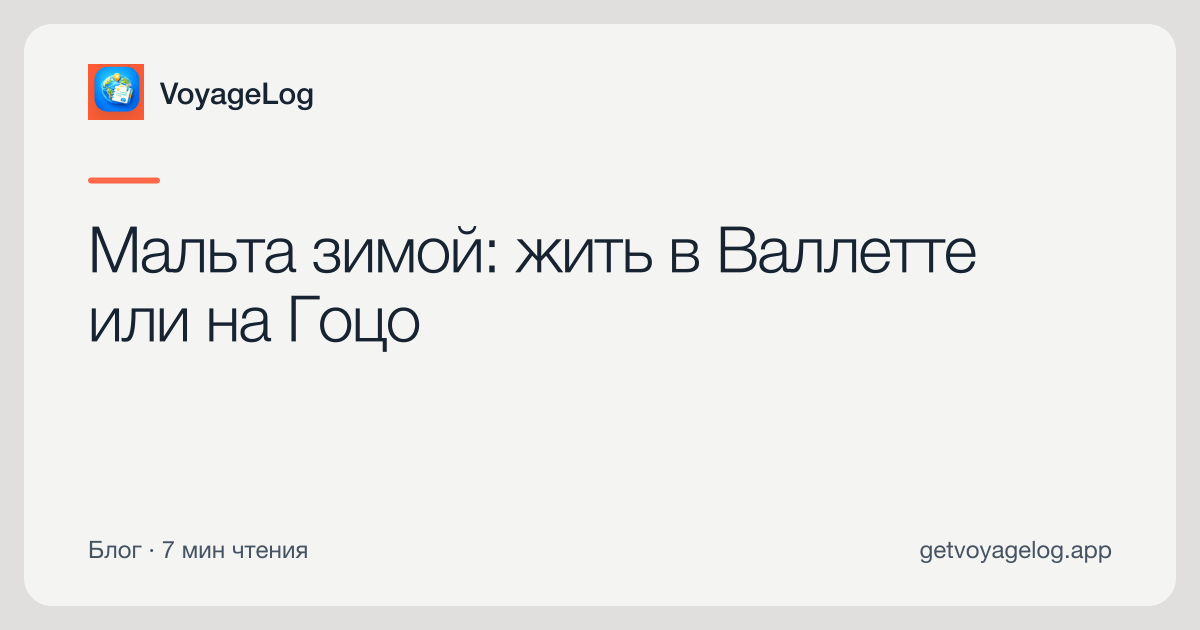 VoyageLog
Мальта зимой: жить в Валлетте
или на Гоцо
Блог · 7 мин чтения
getvoyagelog.app